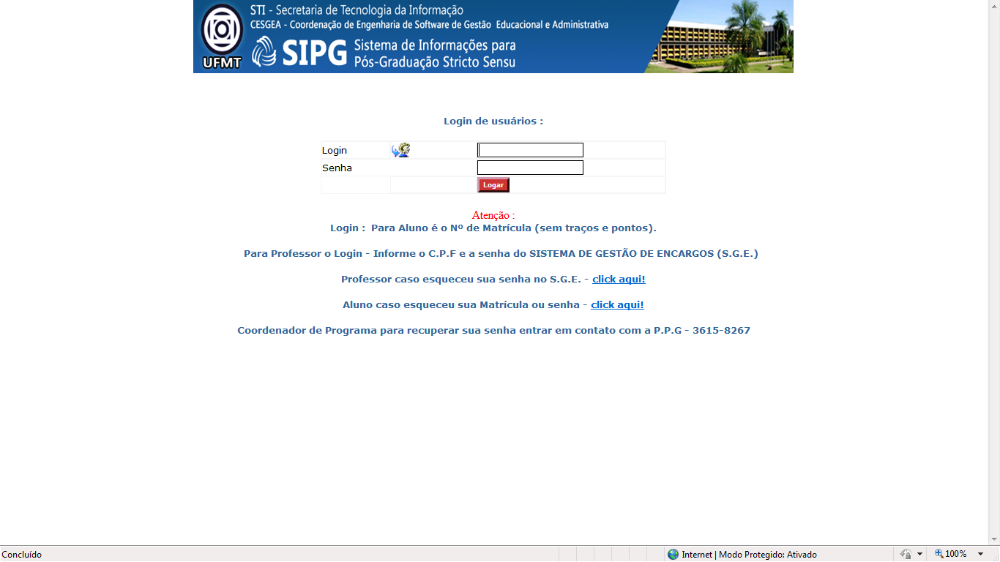 STI - Secretaria de Tecnologia da Informação
CESGEA - Coordenação de Engenharia de Software de Gestão Educacional e Administrativa
UFMT
SIPG
Sistema de Informações para
Pós-Graduação Stricto Sensu
Login de usuários :
Login
Senha
Logar
Atenção :
Login : Para Aluno é o Nº de Matrícula (sem traços e pontos).
Para Professor o Login - Informe o C.P.F e a senha do SISTEMA DE GESTÃO DE ENCARGOS (S.G.E.)
Professor caso esqueceu sua senha no S.G.E. - click aqui!
Aluno caso esqueceu sua Matrícula ou senha - click aqui!
Coordenador de Programa para recuperar sua senha entrar em contato com a P.P.G - 3615-8267
Concluído
Internet | Modo Protegido: Ativado
100%